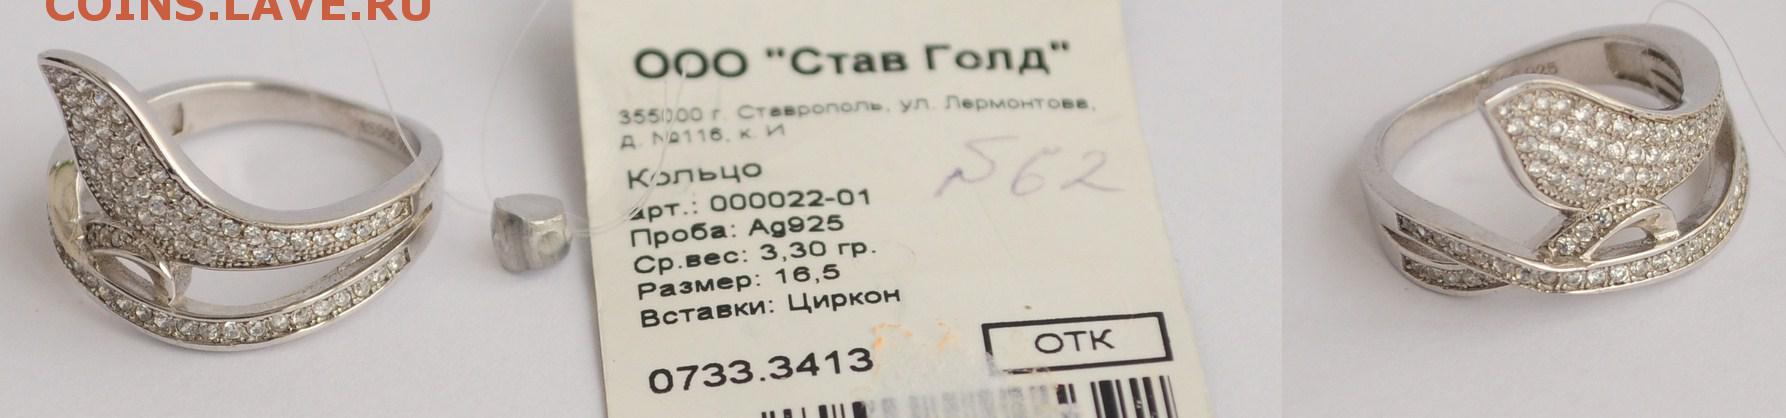 COINS.LAVE.RU
ООО "Став Голд"
355000 г. Ставрополь, ул. Лермонтова,
д. №116, к. И
Кольцо
арт.: 000022-01
Проба: Ag925
Ср.вес: 3,30 гр.
Размер: 16,5
Вставки: Циркон
0733.3413
ОТК
925